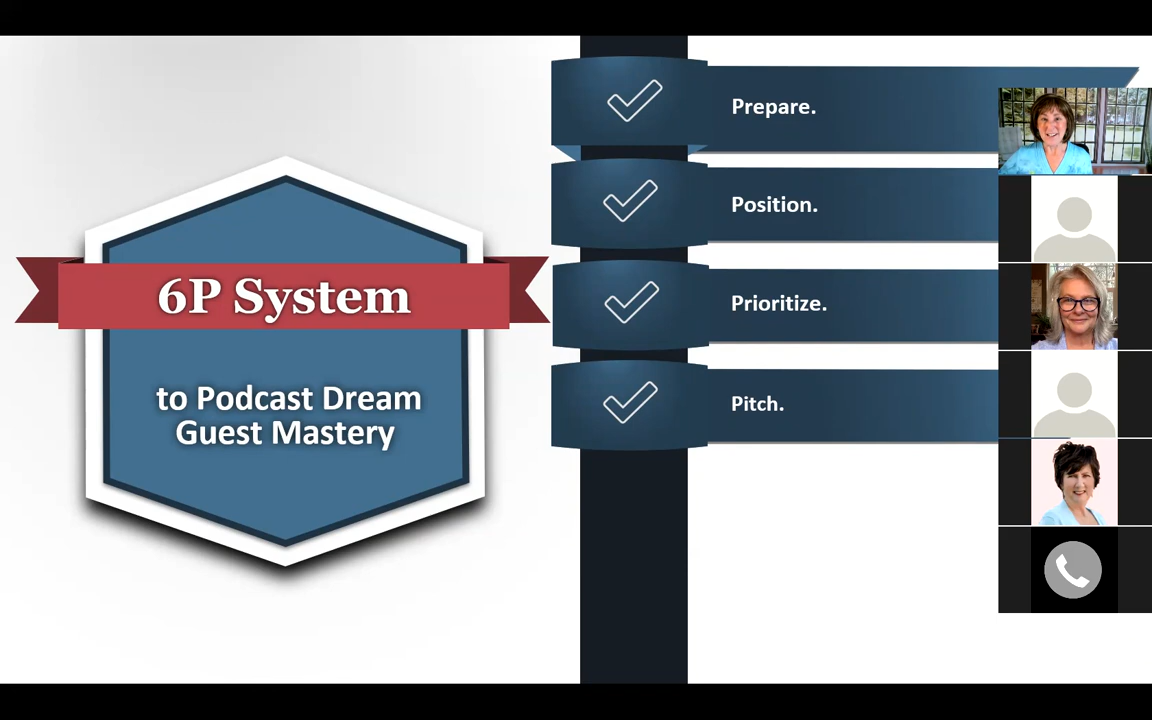 6P System
to Podcast Dream
Guest Mastery
Prepare.
Position.
Prioritize.
Pitch.